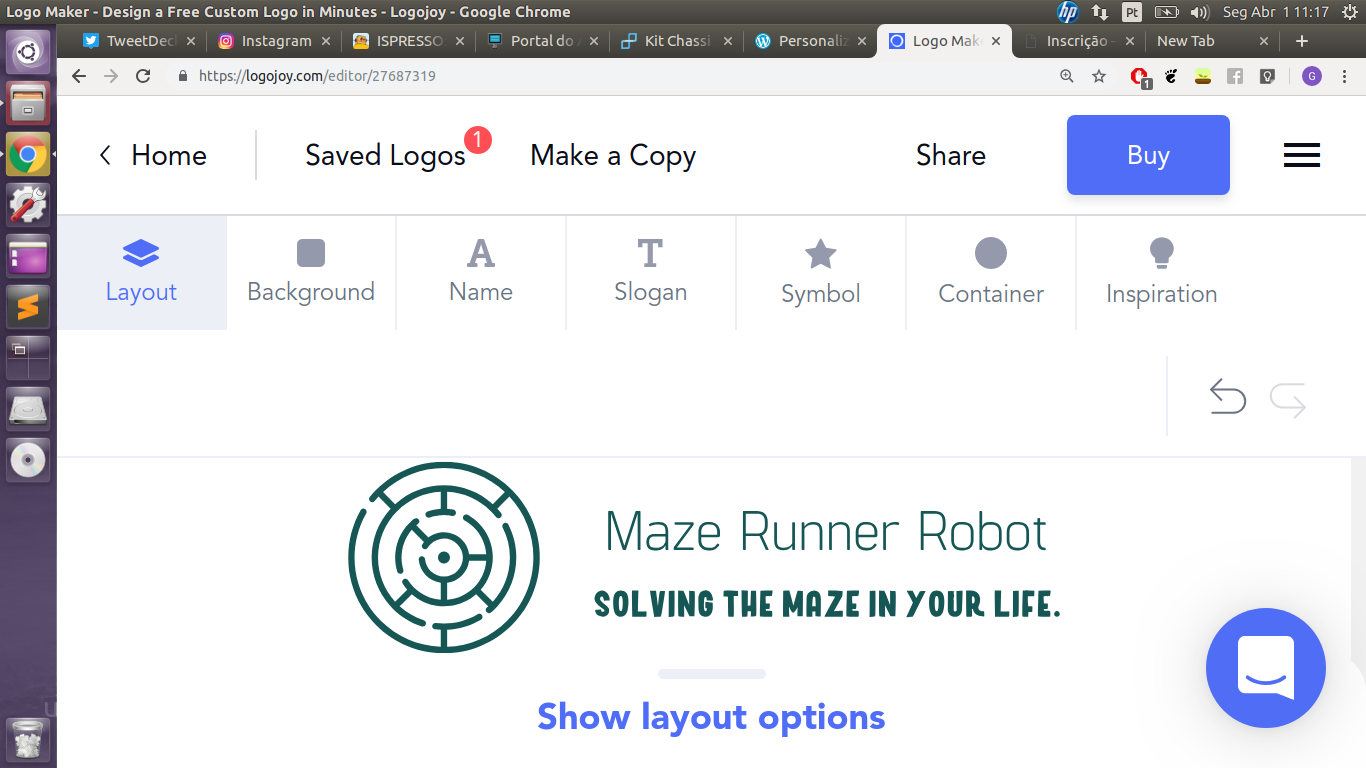 Logo Maker - Design a Free Custom Logo in Minutes - Logojoy - Google Chrome
Pt
Seg Abr 1 11:17
TweetDec
Instagram
ISPRESSO
Portal do A
Kit Chassi
Personaliz
Logo Mak
Inscrição -
New Tab
https://logojoy.com/editor/27687319
1
G
Home
Saved Logos
1
Make a Copy
Share
Buy
Layout
Background
Name
Slogan
Symbol
Container
Inspiration
Maze Runner Robot
SOLVING THE MAZE IN YOUR LIFE.
Show layout options